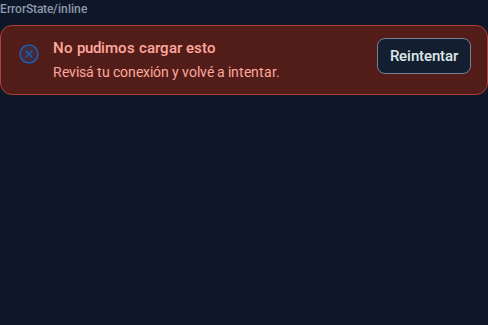 ErrorState/inline
No pudimos cargar esto
Revisá tu conexión y volvé a intentar.
Reintentar